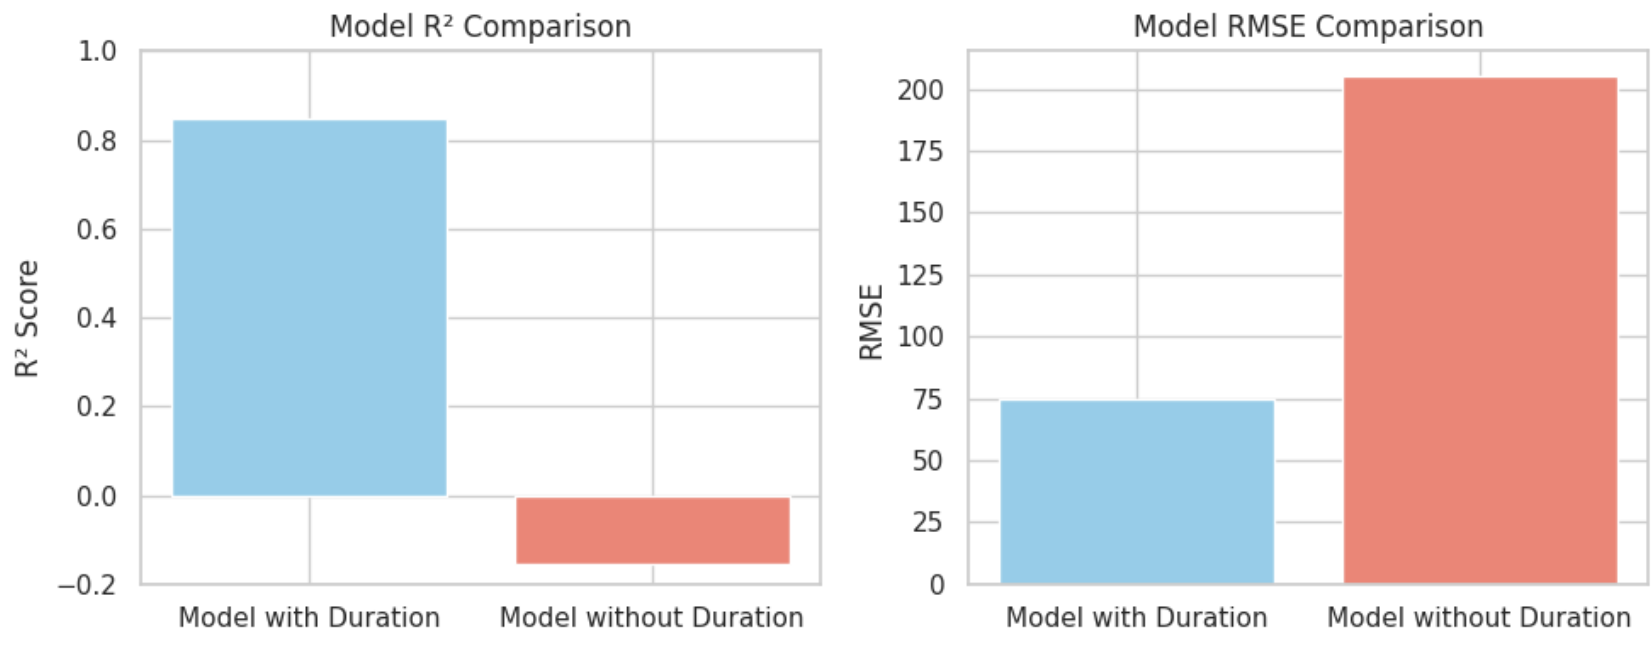 Model R² Comparison
R² Score
1.0
0.8
0.6
0.4
0.2
0.0
−0.2
Model with Duration
Model without Duration
Model RMSE Comparison
RMSE
200
175
150
125
100
75
50
25
0
Model with Duration
Model without Duration